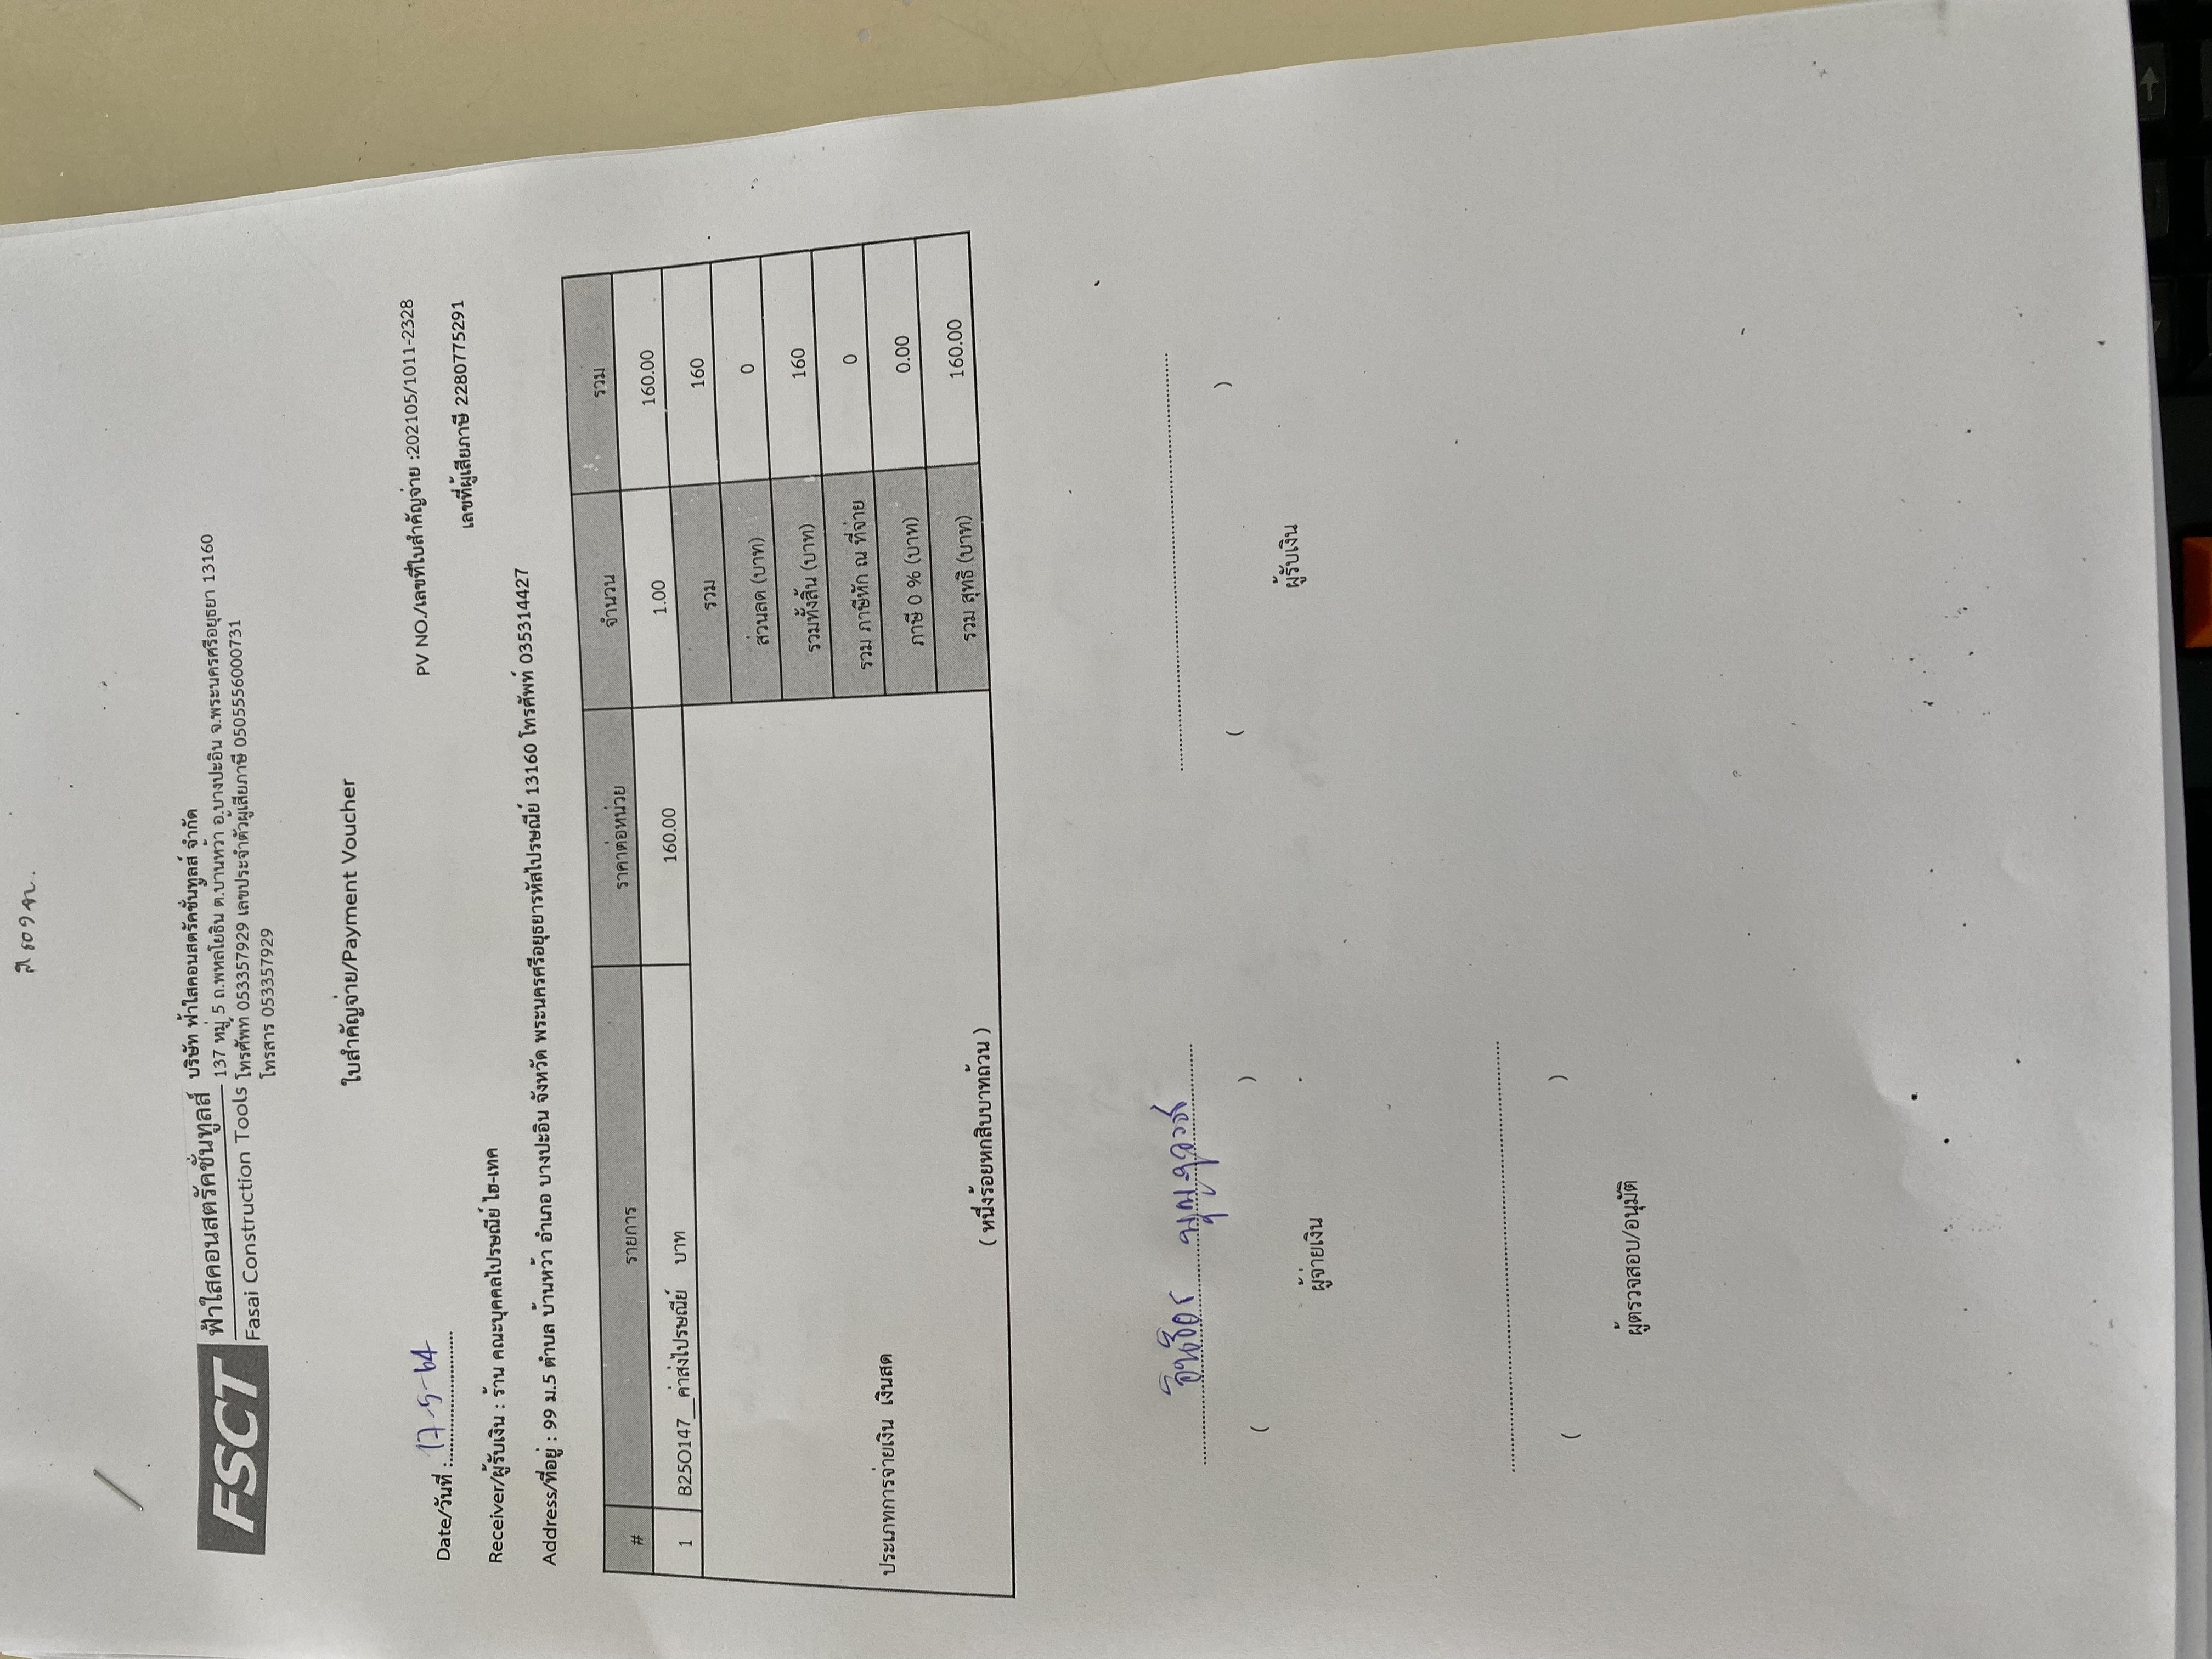 FSCT
ฟ้าใสคอนสตรัคชั่นทูลส์
Fasai Construction Tools
บริษัท ฟ้าใสคอนสตรัคชั่นทูลส์ จำกัด
137 หมู่ 5 ถ.พหลโยธิน ต.บ้านหว้า อ.บางปะอิน จ.พระนครศรีอยุธยา 13160
โทรศัพท์ 053357929 เลขประจำตัวผู้เสียภาษี 0505556000731
โทรสาร 053357929
ใบสำคัญจ่าย/Payment Voucher
PV NO./เลขที่ใบสำคัญจ่าย :202105/1011-2328
Date/วันที่ : 17-5-64
เลขที่ผู้เสียภาษี 2280775291
Receiver/ผู้รับเงิน : ร้าน คณะบุคคลไปรษณีย์ ไฮ-เทค
Address/ที่อยู่ : 99 ม.5 ตำบล บ้านหว้า อำเภอ บางปะอิน จังหวัด พระนครศรีอยุธยารหัสไปรษณีย์ 13160 โทรศัพท์ 035314427
# รายการ ราคาต่อหน่วย จำนวน รวม
1 B25O147__ค่าส่งไปรษณีย์ บาท 160.00 1.00 160.00
รวม 160
ส่วนลด (บาท) 0
รวมทั้งสิ้น (บาท) 160
รวม ภาษีหัก ณ ที่จ่าย 0
ประเภทการจ่ายเงิน เงินสด
ภาษี 0 % (บาท) 0.00
รวม สุทธิ (บาท) 160.00
( หนึ่งร้อยหกสิบบาทถ้วน )
( ) ( )
ผู้จ่ายเงิน ผู้รับเงิน
( )
ผู้ตรวจสอบ/อนุมัติ